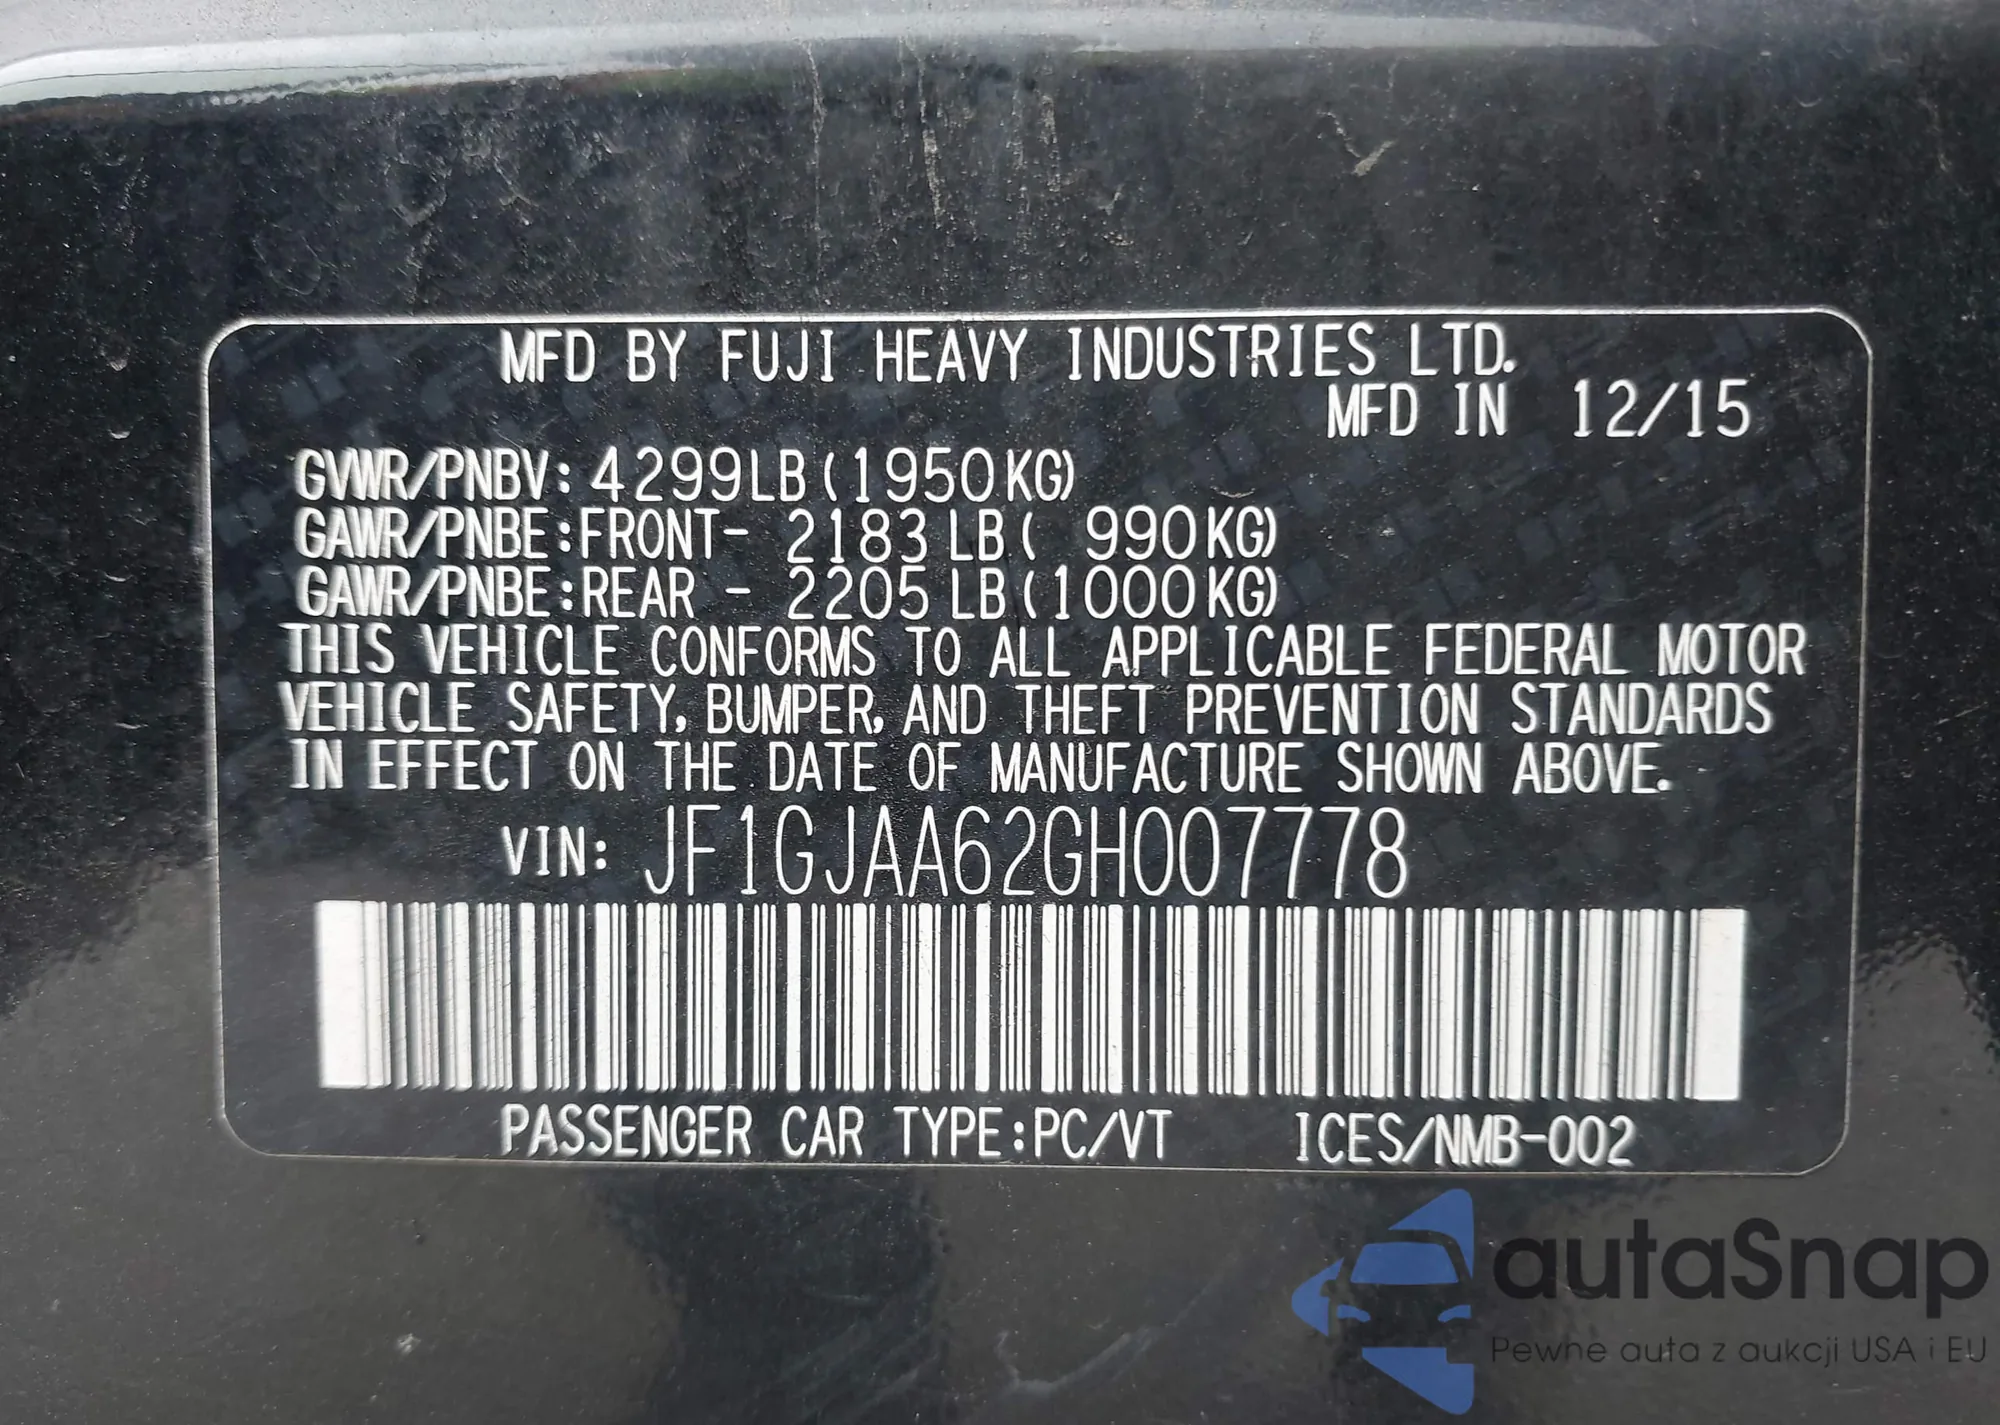 MFD BY FUJI HEAVY INDUSTRIES LTD.
MFD IN 12/15
GVWR/PNBV: 4299LB(1950KG)
GAWR/PNBE:FRONT- 2183 LB( 990KG)
GAWR/PNBE:REAR - 2205 LB(1000KG)
THIS VEHICLE CONFORMS TO ALL APPLICABLE FEDERAL MOTOR
VEHICLE SAFETY, BUMPER, AND THEFT PREVENTION STANDARDS
IN EFFECT ON THE DATE OF MANUFACTURE SHOWN ABOVE.
VIN: JF1GJAA62GH007778
PASSENGER CAR TYPE:PC/VT ICES/NMB-002
autaSnap
Pewne auta z aukcji USA i EU